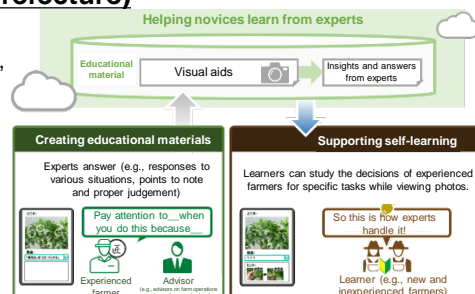 Helping novices learn from experts
Educational
material
Visual aids
Insights and answers
from experts
Creating educational materials
Experts answer (e.g., responses to
various situations, points to note
and proper judgement)
Pay attention to__when
you do this because__
Experienced
farmer
Advisor
(e.g., advisors on farm operations
Supporting self-learning
Learners can study the decisions of experienced
farmers for specific tasks while viewing photos.
So this is how experts
handle it!
Learner (e.g., new and
inexperienced farmers)